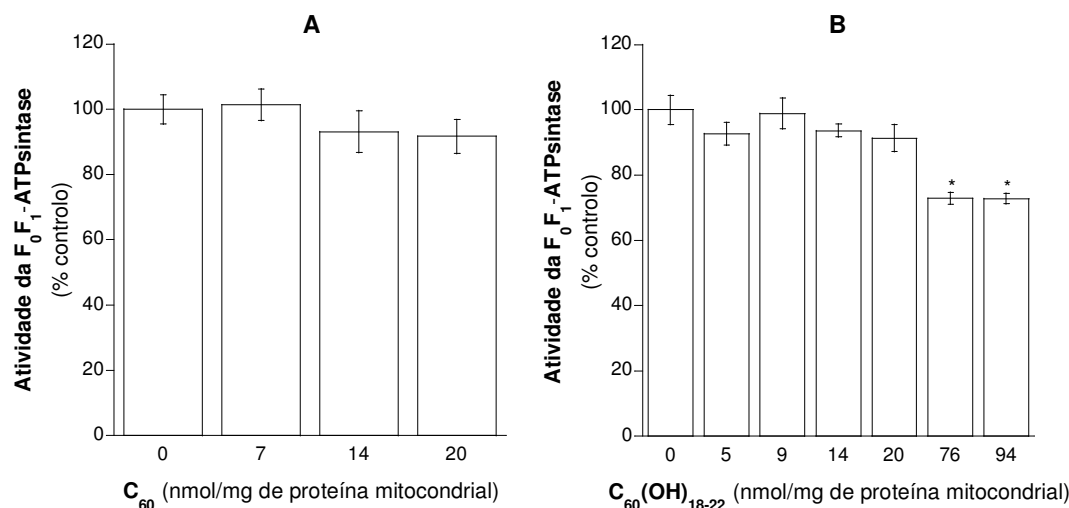 A
120
100
80
60
40
20
0
Atividade da F₀F₁-ATPsintase
(% controlo)
0 7 14 20
C₆₀ (nmol/mg de proteína mitocondrial)
B
120
100
80
60
40
20
0
Atividade da F₀F₁-ATPsintase
(% controlo)
* *
0 5 9 14 20 76 94
C₆₀(OH)₁₈₋₂₂ (nmol/mg de proteína mitocondrial)